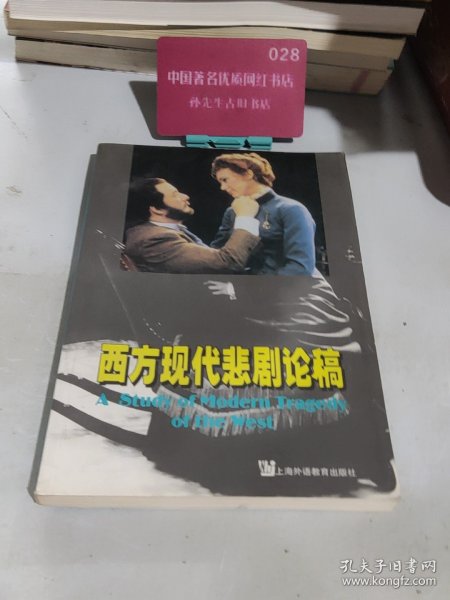 028
中国著名优质网红书店
孙先生古旧书店
西方现代悲剧论稿
A Study of Modern Tragedy
of the West
上海外语教育出版社
孔夫子旧书网
www.kongfz.com